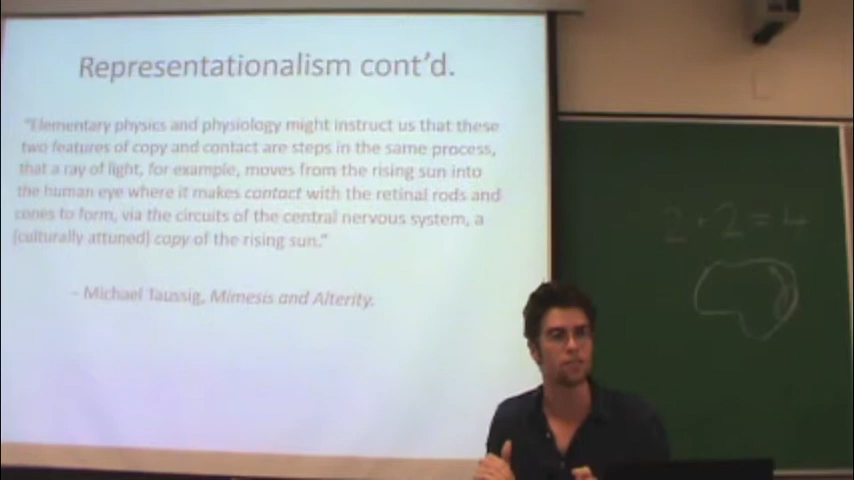 Representationalism cont'd.
"Elementary physics and physiology might instruct us that these
two features of copy and contact are steps in the same process,
that a ray of light, for example, moves from the rising sun into
the human eye where it makes contact with the retinal rods and
cones to form, via the circuits of the central nervous system, a
[culturally attuned] copy of the rising sun."
– Michael Taussig, Mimesis and Alterity.
2 + 2 = 4